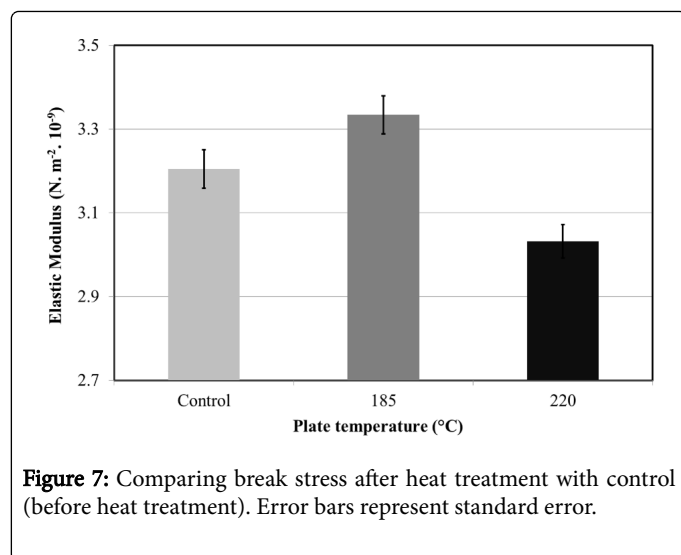 3.5
3.3
3.1
2.9
2.7
Elastic Modulus (N. m⁻². 10⁻⁹)
Control 185 220
Plate temperature (°C)
Figure 7: Comparing break stress after heat treatment with control
(before heat treatment). Error bars represent standard error.